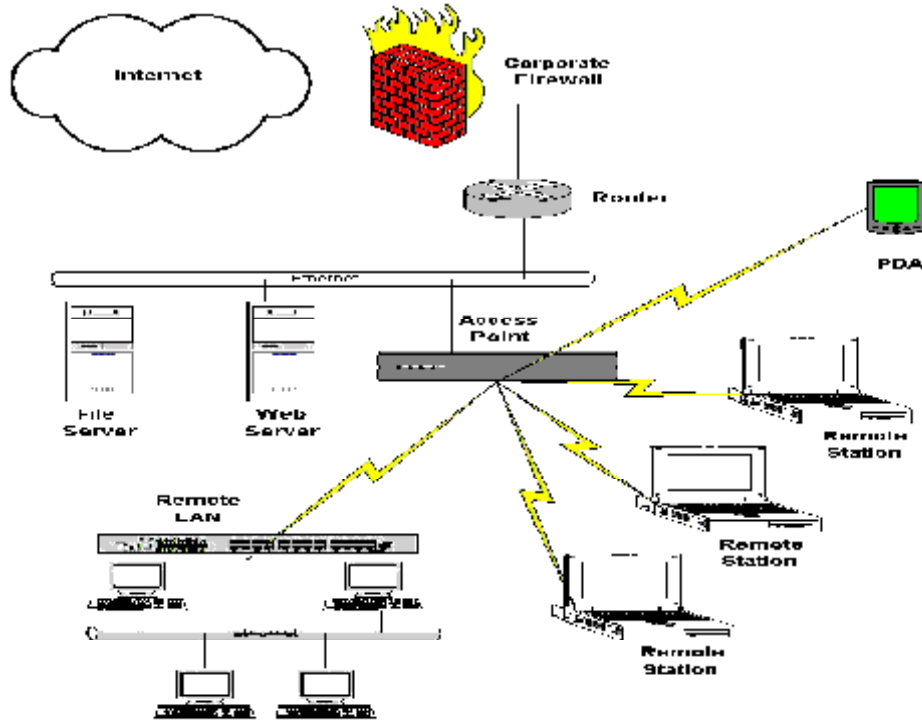 Internet
Corporate
Firewall
Router
PDA
Ethernet
Access
Point
File
Server
Web
Server
Remote
Station
Remote
LAN
Remote
Station
Ethernet
Remote
Station